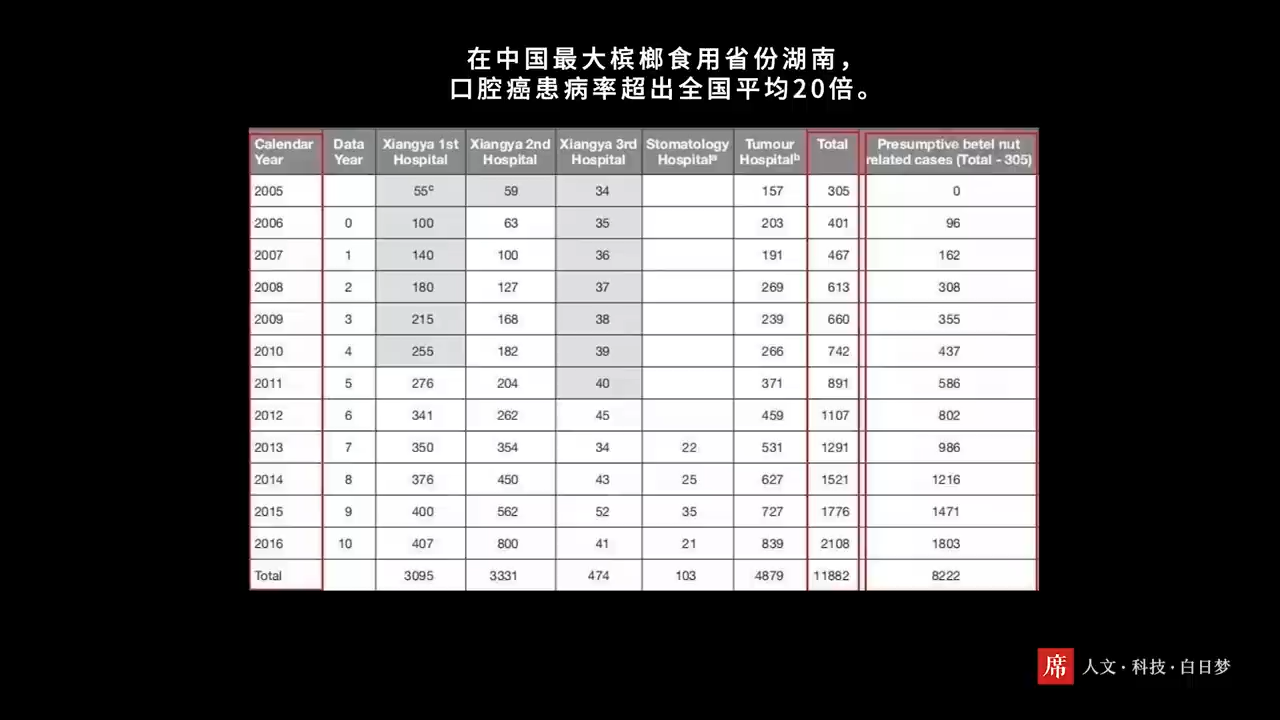 在中国最大槟榔食用省份湖南，
口腔癌患病率超出全国平均20倍。
Calendar Year Data Year Xiangya 1st Hospital Xiangya 2nd Hospital Xiangya 3rd Hospital Stomatology Hospitalᵃ Tumour Hospitalᵇ Total Presumptive betel nut related cases (Total - 305)
2005 55ᶜ 59 34 157 305 0
2006 0 100 63 35 203 401 96
2007 1 140 100 36 191 467 162
2008 2 180 127 37 269 613 308
2009 3 215 168 38 239 660 355
2010 4 255 182 39 266 742 437
2011 5 276 204 40 371 891 586
2012 6 341 262 45 459 1107 802
2013 7 350 354 34 22 531 1291 986
2014 8 376 450 43 25 627 1521 1216
2015 9 400 562 52 35 727 1776 1471
2016 10 407 800 41 21 839 2108 1803
Total 3095 3331 474 103 4879 11882 8222
席 人文·科技·白日梦